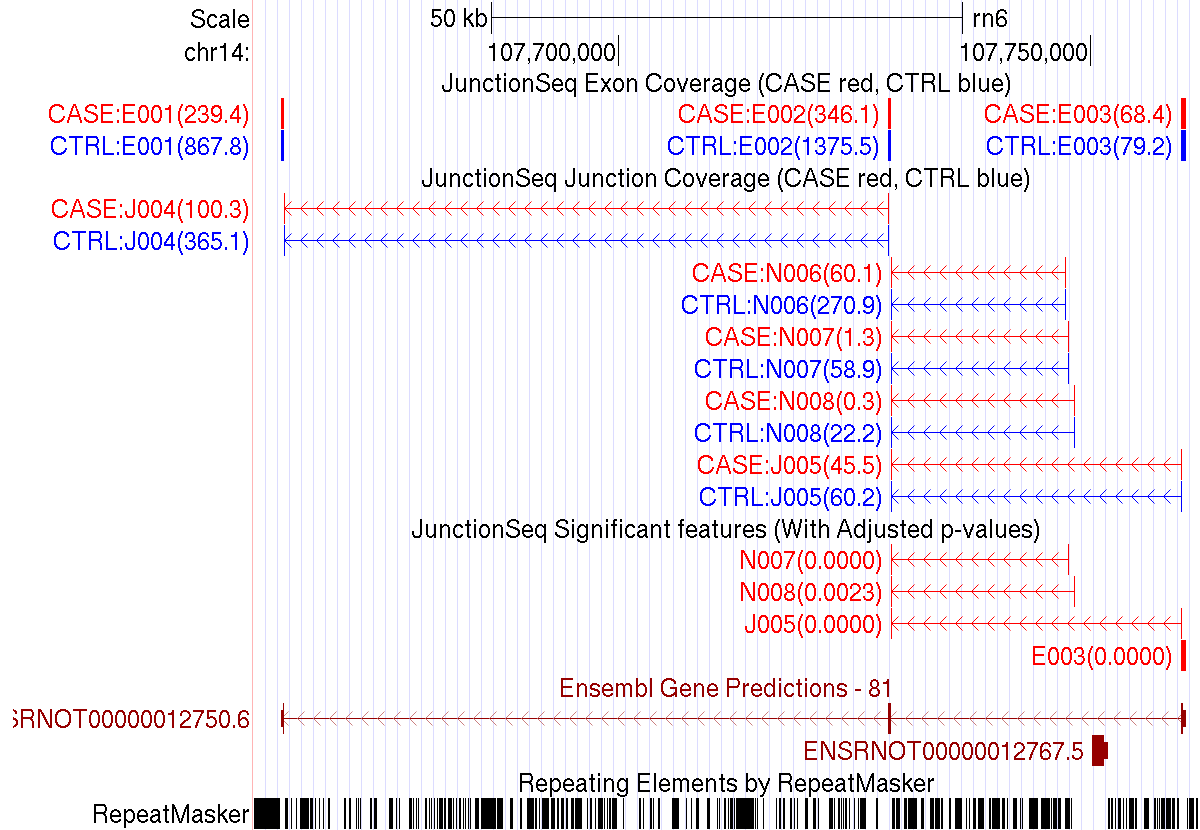 Scale 50 kb rn6
chr14: 107,700,000 107,750,000
JunctionSeq Exon Coverage (CASE red, CTRL blue)
CASE:E001(239.4) CASE:E002(346.1) CASE:E003(68.4)
CTRL:E001(867.8) CTRL:E002(1375.5) CTRL:E003(79.2)
JunctionSeq Junction Coverage (CASE red, CTRL blue)
CASE:J004(100.3)
CTRL:J004(365.1)
CASE:N006(60.1)
CTRL:N006(270.9)
CASE:N007(1.3)
CTRL:N007(58.9)
CASE:N008(0.3)
CTRL:N008(22.2)
CASE:J005(45.5)
CTRL:J005(60.2)
JunctionSeq Significant features (With Adjusted p-values)
N007(0.0000)
N008(0.0023)
J005(0.0000)
E003(0.0000)
Ensembl Gene Predictions - 81
SRNOT00000012750.6
ENSRNOT00000012767.5
Repeating Elements by RepeatMasker
RepeatMasker